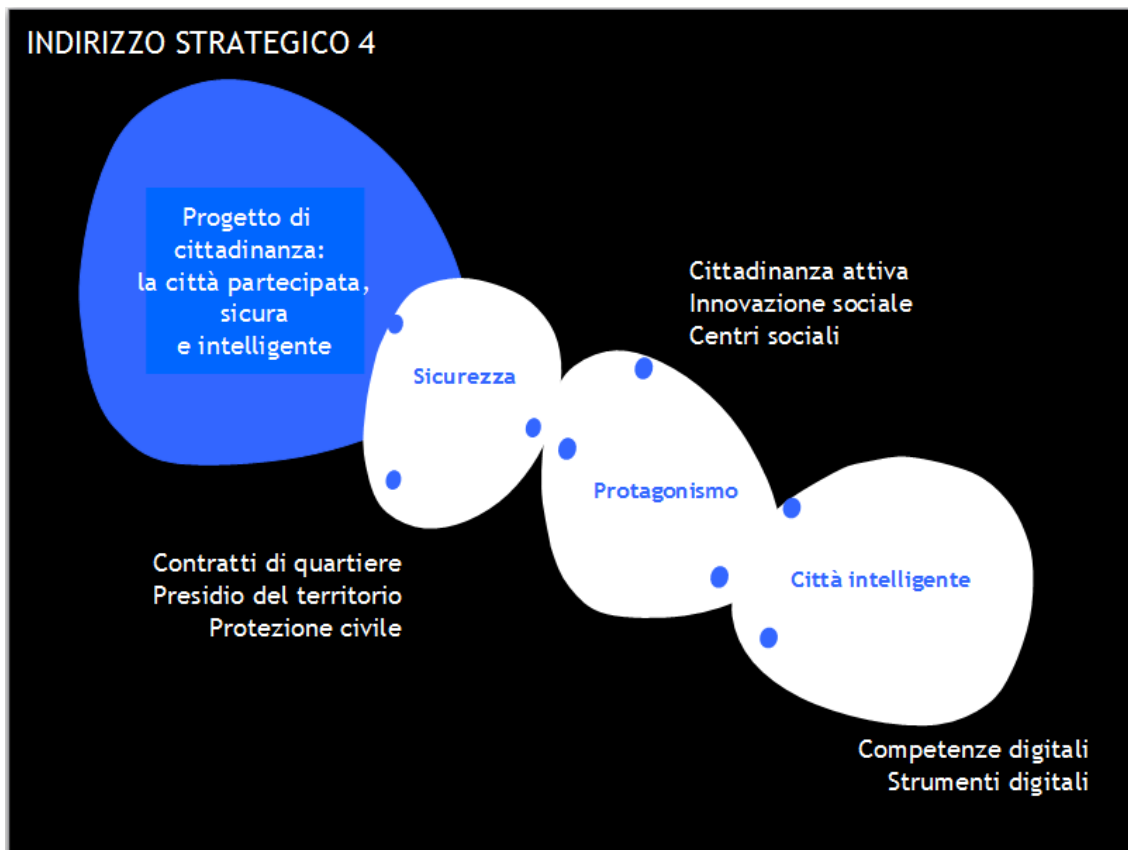 INDIRIZZO STRATEGICO 4
Progetto di
cittadinanza:
la città partecipata,
sicura
e intelligente
Sicurezza
Contratti di quartiere
Presidio del territorio
Protezione civile
Cittadinanza attiva
Innovazione sociale
Centri sociali
Protagonismo
Città intelligente
Competenze digitali
Strumenti digitali